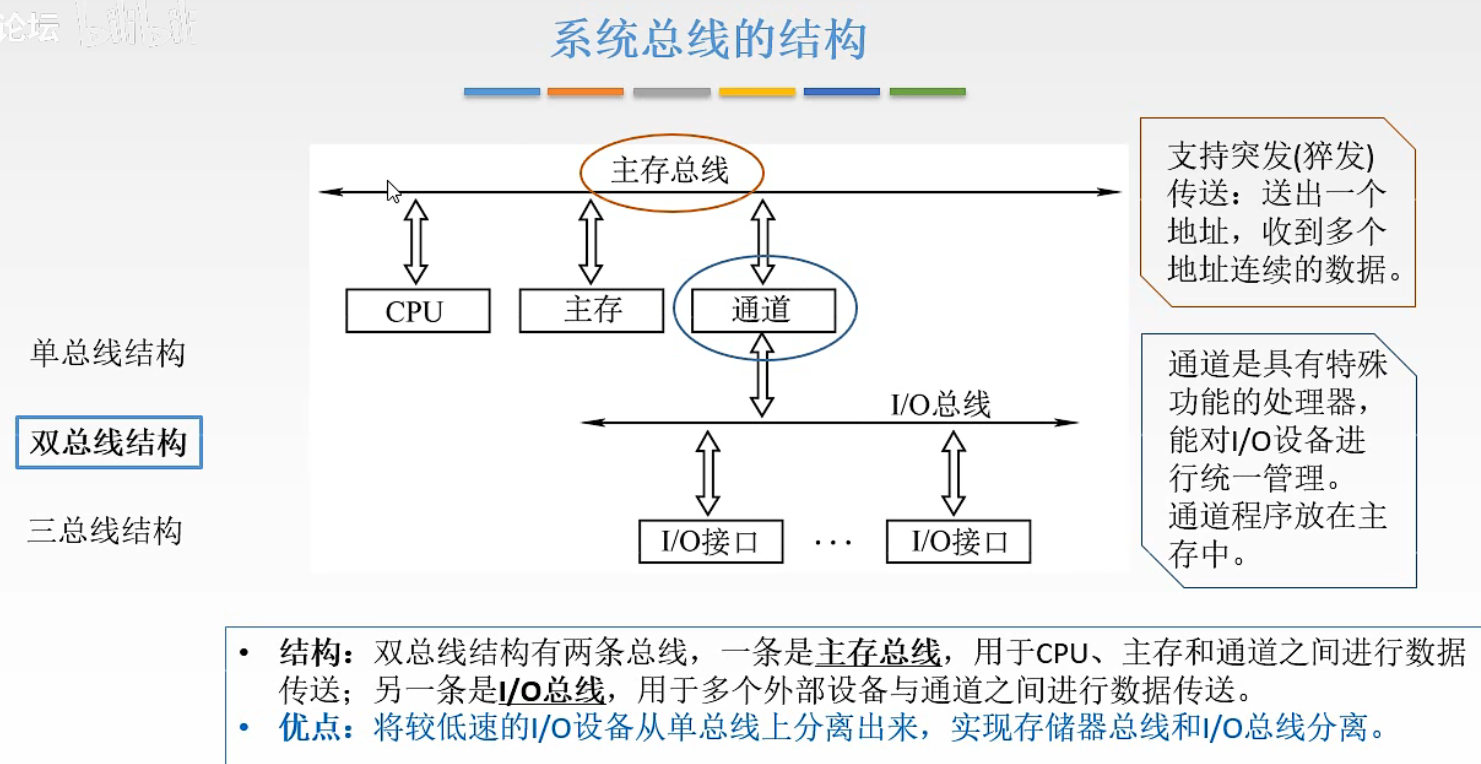 论坛
bilibili
系统总线的结构
主存总线
支持突发(猝发)
传送：送出一个
地址，收到多个
地址连续的数据。
CPU
主存
通道
单总线结构
双总线结构
三总线结构
I/O总线
通道是具有特殊
功能的处理器，
能对I/O设备进
行统一管理。
通道程序放在主
存中。
I/O接口
···
I/O接口
• 结构：双总线结构有两条总线，一条是主存总线，用于CPU、主存和通道之间进行数据
传送；另一条是I/O总线，用于多个外部设备与通道之间进行数据传送。
• 优点：将较低速的I/O设备从单总线上分离出来，实现存储器总线和I/O总线分离。